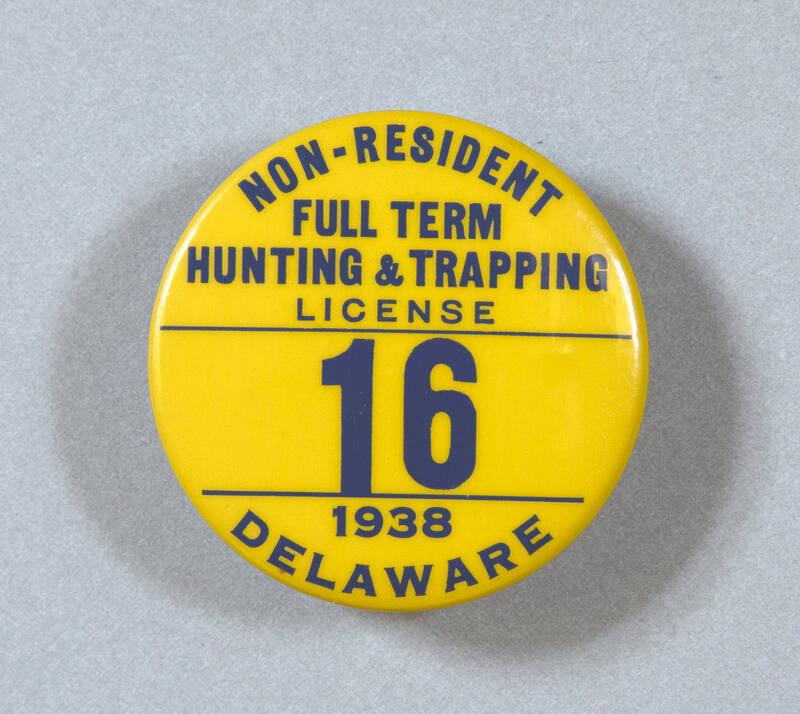 NON-RESIDENT
FULL TERM
HUNTING & TRAPPING
LICENSE
16
1938
DELAWARE